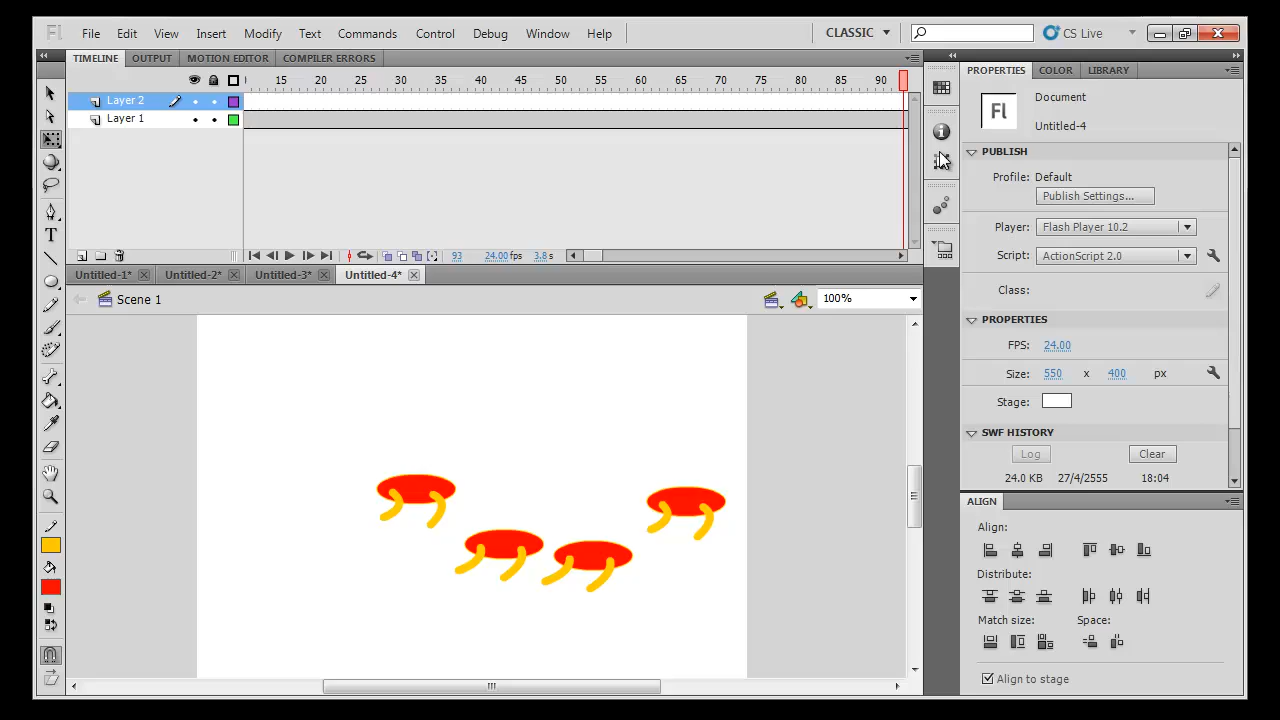 Fl File Edit View Insert Modify Text Commands Control Debug Window Help CLASSIC CS Live
TIMELINE OUTPUT MOTION EDITOR COMPILER ERRORS
15 20 25 30 35 40 45 50 55 60 65 70 75 80 85 90
Layer 2
Layer 1
93 24.00 fps 3.8 s
Untitled-1* Untitled-2* Untitled-3* Untitled-4*
Scene 1 100%
T
PROPERTIES COLOR LIBRARY
Fl Document
Untitled-4
PUBLISH
Profile: Default
Publish Settings...
Player: Flash Player 10.2
Script: ActionScript 2.0
Class:
PROPERTIES
FPS: 24.00
Size: 550 x 400 px
Stage:
SWF HISTORY
Log Clear
24.0 KB 27/4/2555 18:04
ALIGN
Align:
Distribute:
Match size: Space:
Align to stage